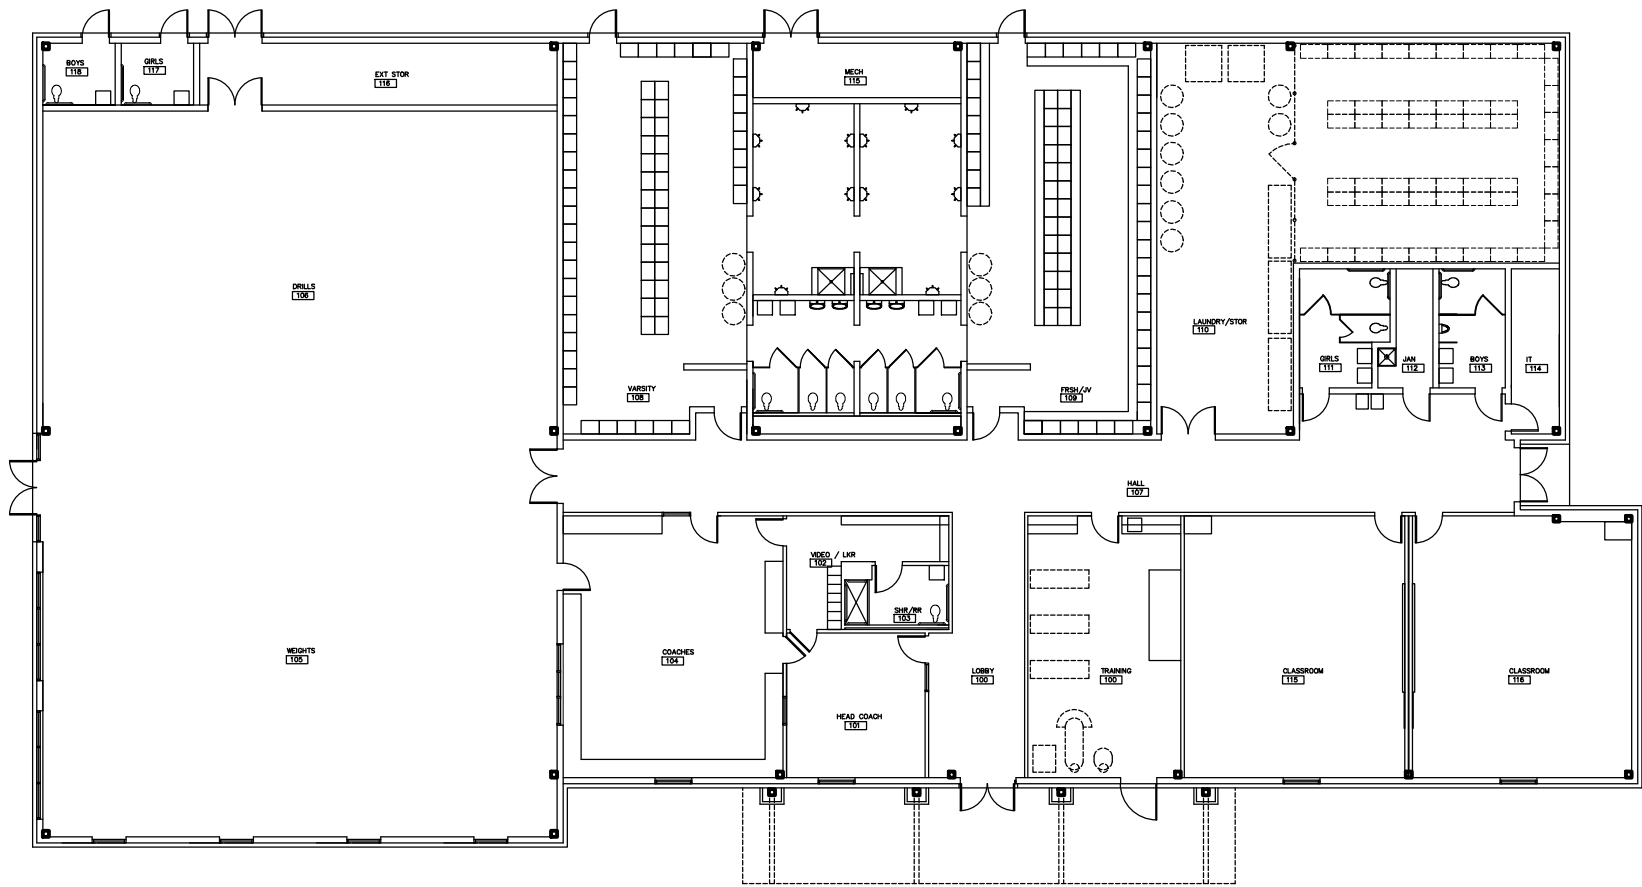 BOYS
118
GIRLS
117
EXT STOR
116
MECH
115
DRILLS
106
LAUNDRY/STOR
110
GIRLS
111
JAN
112
BOYS
113
IT
114
VARSITY
108
FRSH/JV
109
HALL
107
VIDEO / LKR
102
SHR/RR
103
WEIGHTS
105
COACHES
104
LOBBY
100
TRAINING
100
CLASSROOM
115
CLASSROOM
116
HEAD COACH
101